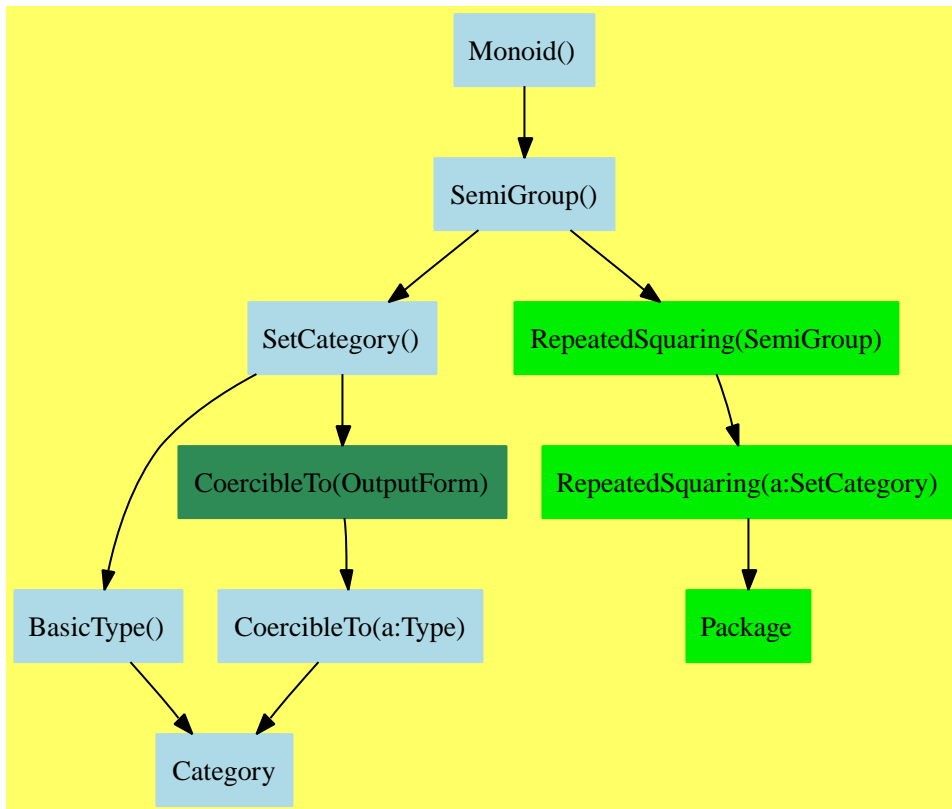 Monoid()
SemiGroup()
SetCategory()
RepeatedSquaring(SemiGroup)
CoercibleTo(OutputForm)
RepeatedSquaring(a:SetCategory)
BasicType()
CoercibleTo(a:Type)
Package
Category